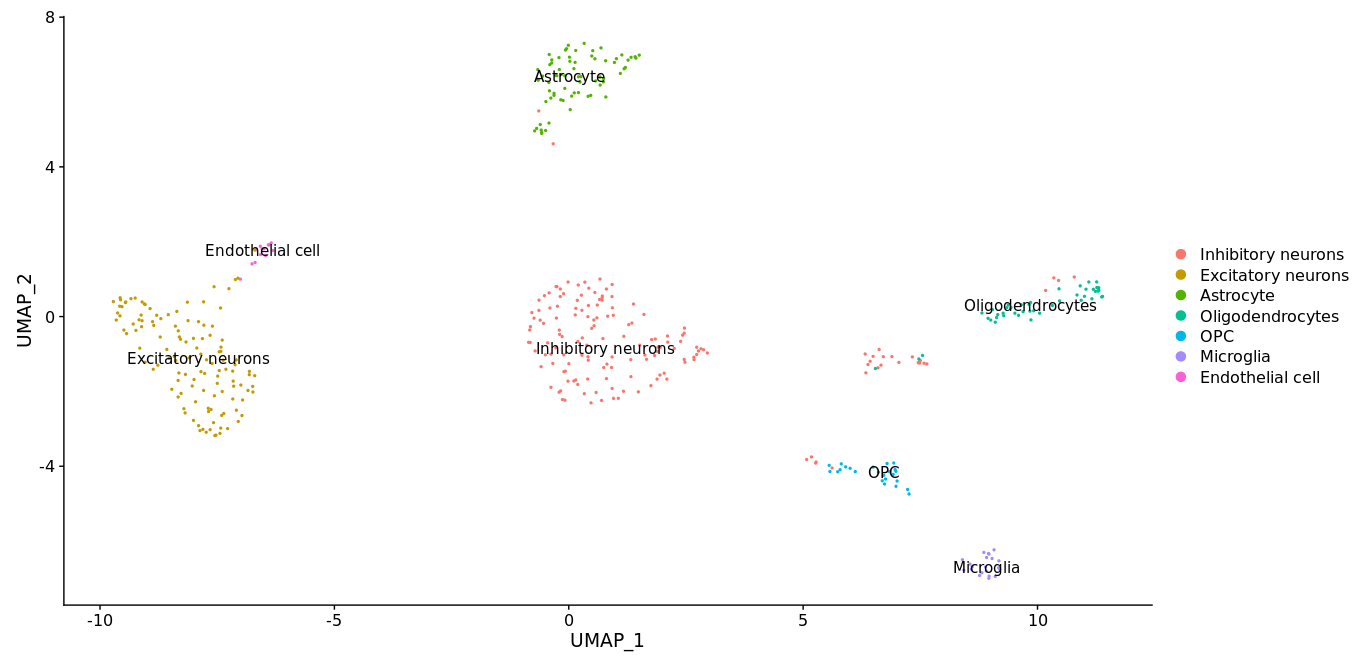 8
Astrocyte
4
Endothelial cell
Inhibitory neurons
Excitatory neurons
Astrocyte
Oligodendrocytes
OPC
Microglia
Endothelial cell
UMAP_2
0
Oligodendrocytes
Inhibitory neurons
Excitatory neurons
-4
OPC
Microglia
-10
-5
0
5
10
UMAP_1